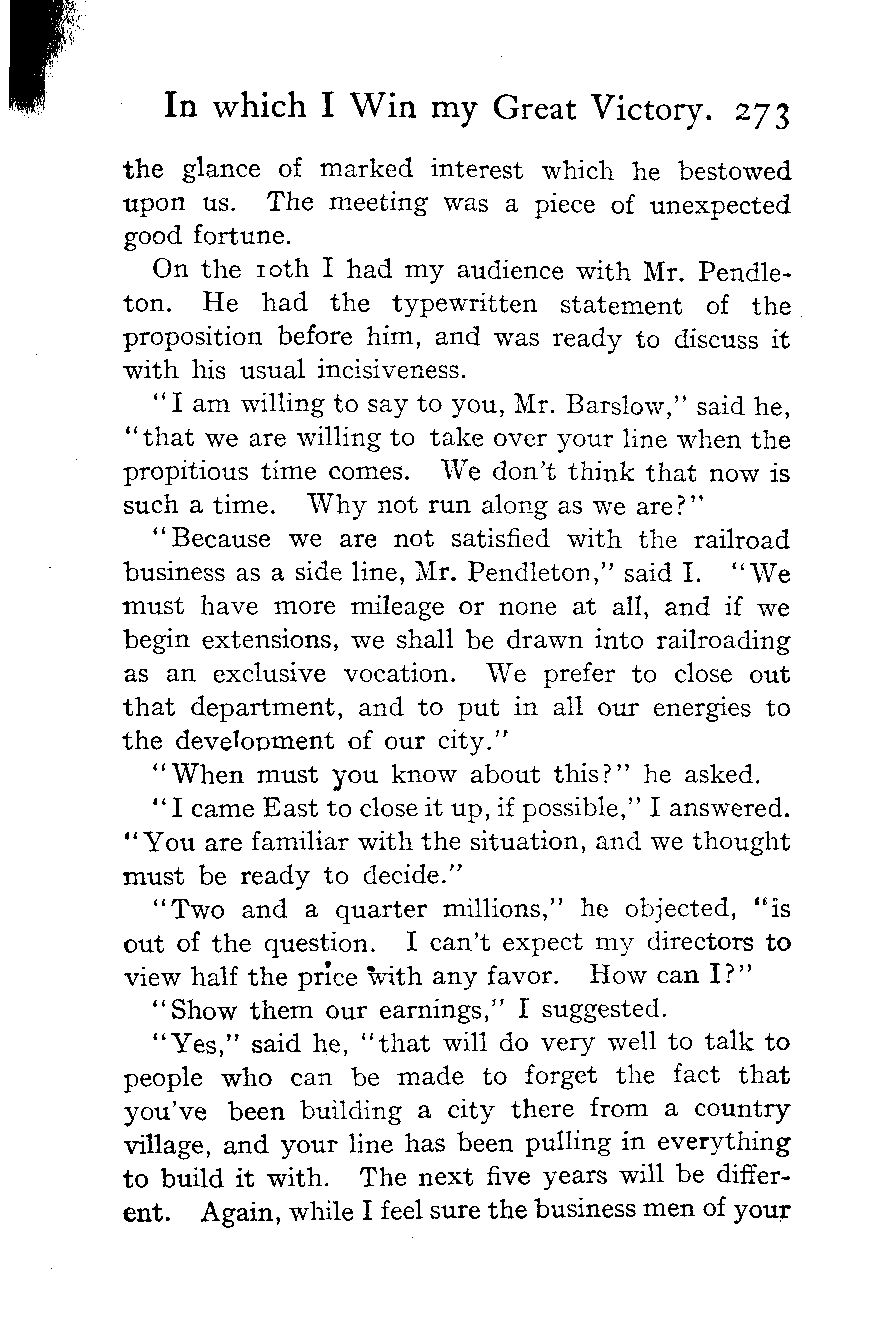 In which I Win my Great Victory. 273
the glance of marked interest which he bestowed
upon us. The meeting was a piece of unexpected
good fortune.
On the 10th I had my audience with Mr. Pendle-
ton. He had the typewritten statement of the
proposition before him, and was ready to discuss it
with his usual incisiveness.
"I am willing to say to you, Mr. Barslow," said he,
"that we are willing to take over your line when the
propitious time comes. We don't think that now is
such a time. Why not run along as we are?"
"Because we are not satisfied with the railroad
business as a side line, Mr. Pendleton," said I. "We
must have more mileage or none at all, and if we
begin extensions, we shall be drawn into railroading
as an exclusive vocation. We prefer to close out
that department, and to put in all our energies to
the development of our city."
"When must you know about this?" he asked.
"I came East to close it up, if possible," I answered.
"You are familiar with the situation, and we thought
must be ready to decide."
"Two and a quarter millions," he objected, "is
out of the question. I can't expect my directors to
view half the price with any favor. How can I?"
"Show them our earnings," I suggested.
"Yes," said he, "that will do very well to talk to
people who can be made to forget the fact that
you've been building a city there from a country
village, and your line has been pulling in everything
to build it with. The next five years will be differ-
ent. Again, while I feel sure the business men of your